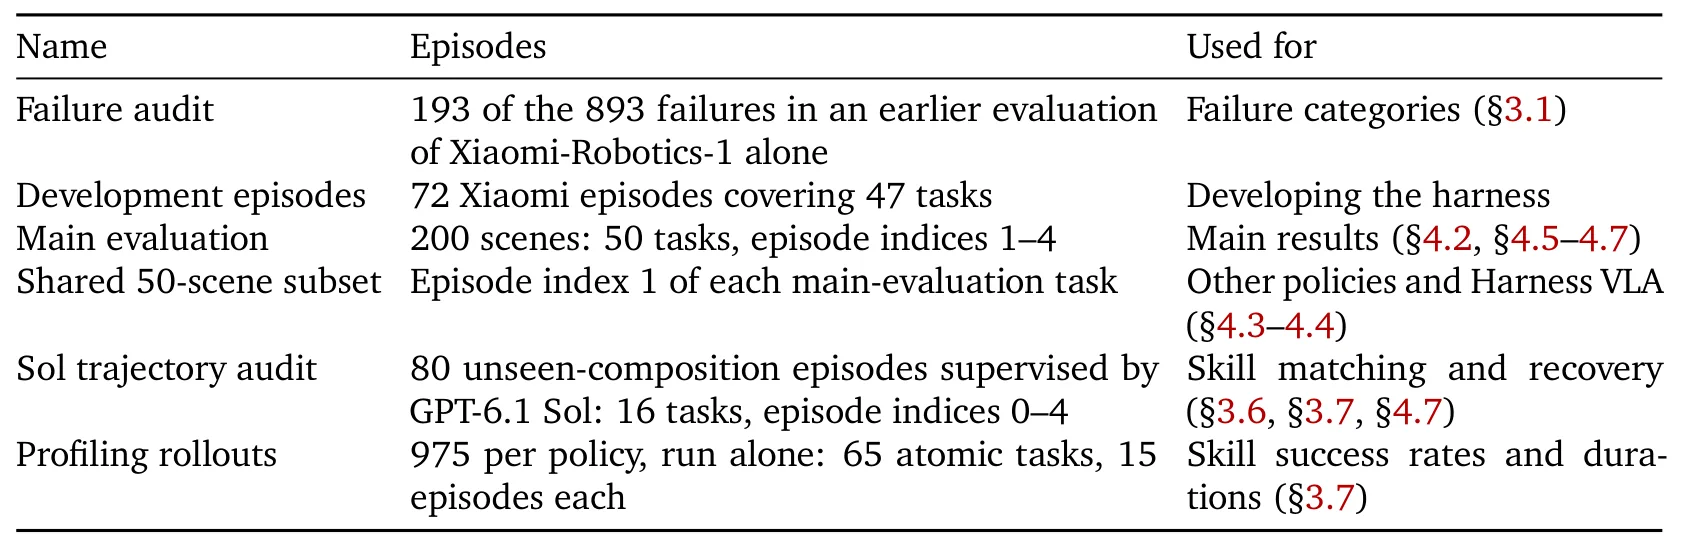 Name Episodes Used for
Failure audit 193 of the 893 failures in an earlier evaluation Failure categories (§3.1)
of Xiaomi-Robotics-1 alone
Development episodes 72 Xiaomi episodes covering 47 tasks Developing the harness
Main evaluation 200 scenes: 50 tasks, episode indices 1–4 Main results (§4.2, §4.5–4.7)
Shared 50-scene subset Episode index 1 of each main-evaluation task Other policies and Harness VLA
(§4.3–4.4)
Sol trajectory audit 80 unseen-composition episodes supervised by Skill matching and recovery
GPT-6.1 Sol: 16 tasks, episode indices 0–4 (§3.6, §3.7, §4.7)
Profiling rollouts 975 per policy, run alone: 65 atomic tasks, 15 Skill success rates and dura-
episodes each tions (§3.7)